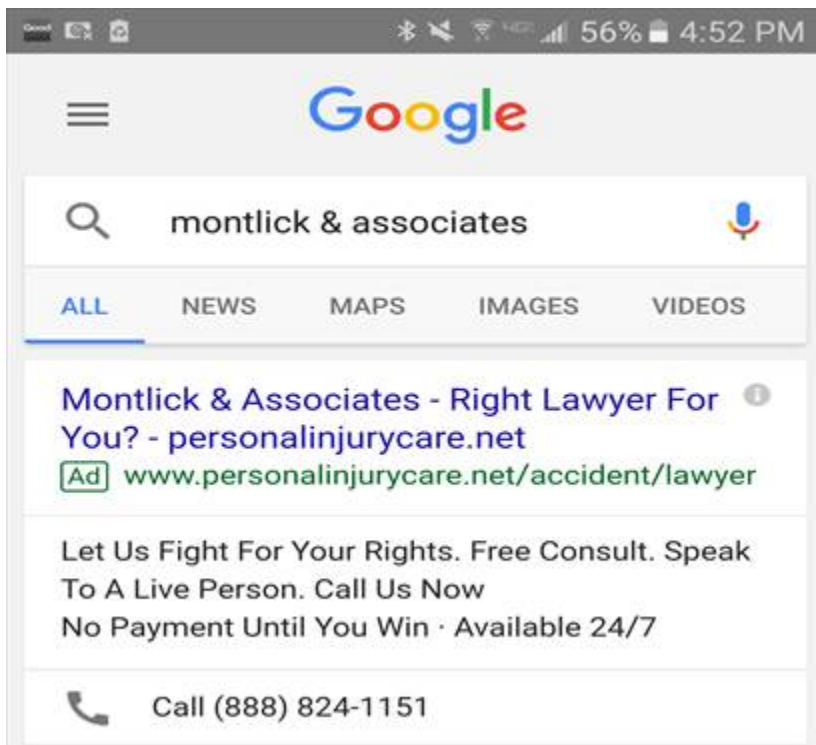 56% 4:52 PM
Google
montlick & associates
ALL NEWS MAPS IMAGES VIDEOS
Montlick & Associates - Right Lawyer For
You? - personalinjurycare.net
Ad www.personalinjurycare.net/accident/lawyer
Let Us Fight For Your Rights. Free Consult. Speak
To A Live Person. Call Us Now
No Payment Until You Win · Available 24/7
Call (888) 824-1151